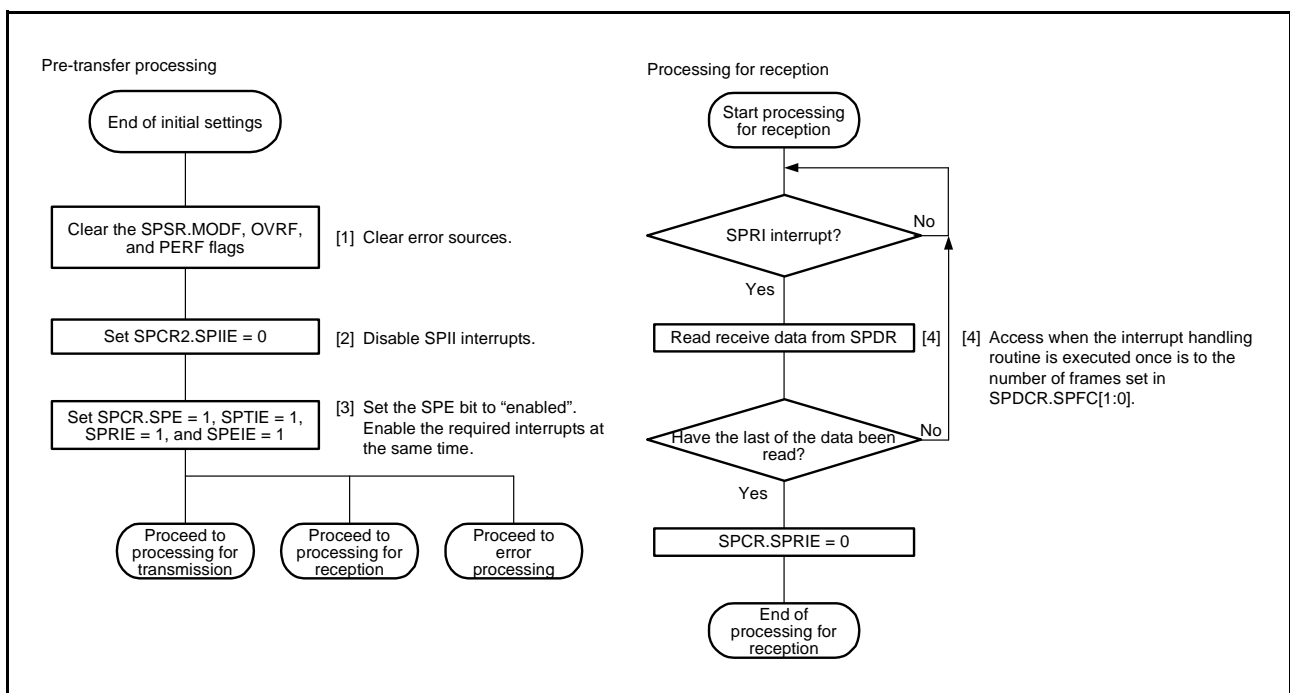 Pre-transfer processing
End of initial settings
Clear the SPSR.MODF, OVRF,
and PERF flags
[1] Clear error sources.
Set SPCR2.SPIIE = 0
[2] Disable SPII interrupts.
Set SPCR.SPE = 1, SPTIE = 1,
SPRIE = 1, and SPEIE = 1
[3] Set the SPE bit to “enabled”.
Enable the required interrupts at
the same time.
Proceed to
processing for
transmission
Proceed to
processing for
reception
Proceed to
error
processing
Processing for reception
Start processing
for reception
SPRI interrupt?
No
Yes
Read receive data from SPDR
[4]
[4] Access when the interrupt handling
routine is executed once is to the
number of frames set in
SPDCR.SPFC[1:0].
Have the last of the data been
read?
No
Yes
SPCR.SPRIE = 0
End of
processing for
reception